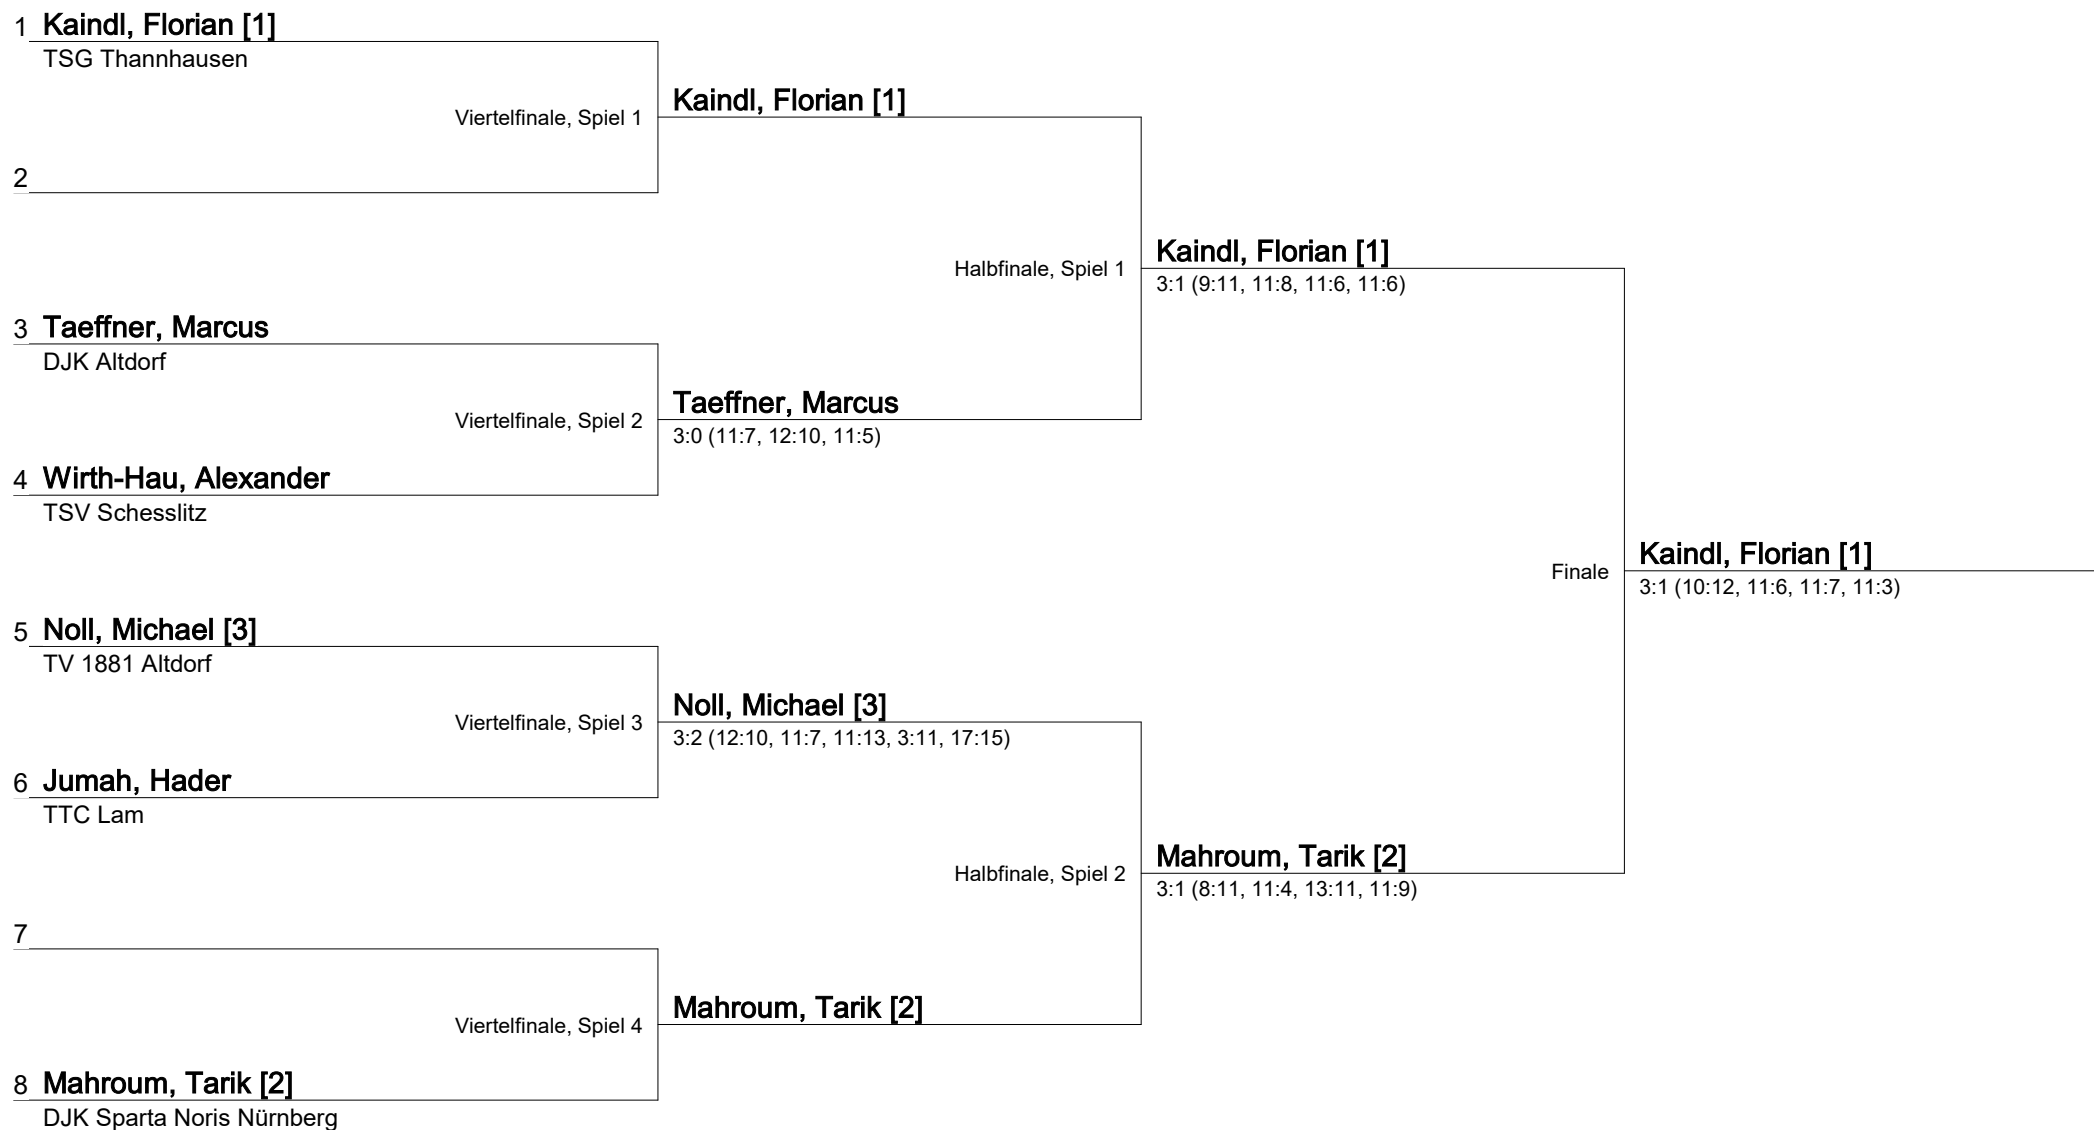 1 Kaindl, Florian [1]
TSG Thannhausen
Viertelfinale, Spiel 1
Kaindl, Florian [1]
2
Halbfinale, Spiel 1
Kaindl, Florian [1]
3:1 (9:11, 11:8, 11:6, 11:6)
3 Taeffner, Marcus
DJK Altdorf
Viertelfinale, Spiel 2
Taeffner, Marcus
3:0 (11:7, 12:10, 11:5)
4 Wirth-Hau, Alexander
TSV Schesslitz
Finale
Kaindl, Florian [1]
3:1 (10:12, 11:6, 11:7, 11:3)
5 Noll, Michael [3]
TV 1881 Altdorf
Viertelfinale, Spiel 3
Noll, Michael [3]
3:2 (12:10, 11:7, 11:13, 3:11, 17:15)
6 Jumah, Hader
TTC Lam
Halbfinale, Spiel 2
Mahroum, Tarik [2]
3:1 (8:11, 11:4, 13:11, 11:9)
7
Viertelfinale, Spiel 4
Mahroum, Tarik [2]
8 Mahroum, Tarik [2]
DJK Sparta Noris Nürnberg